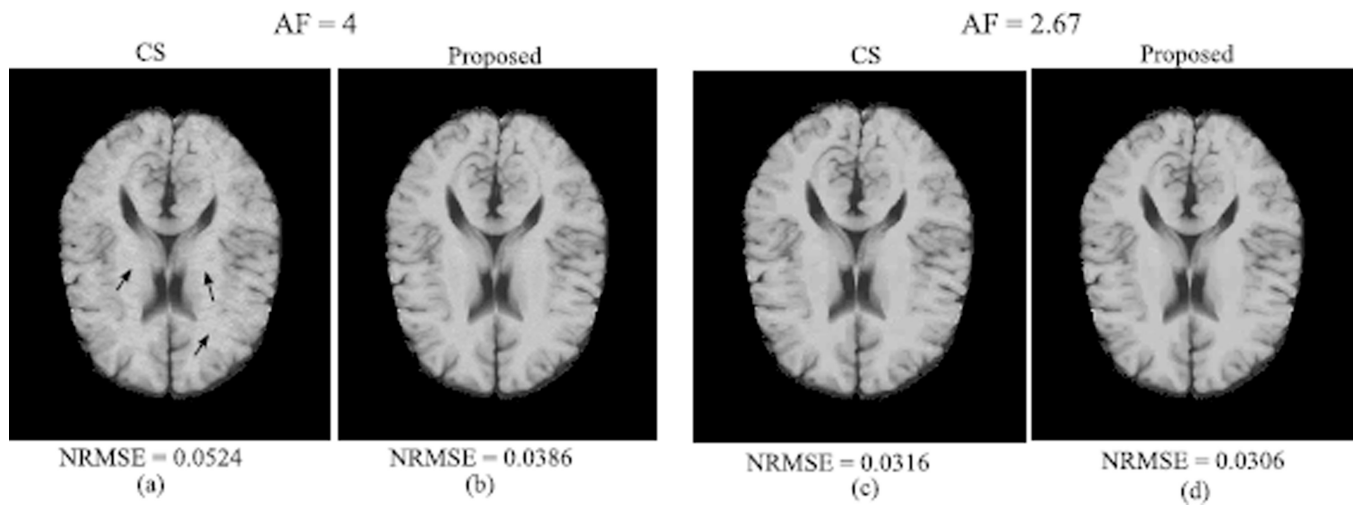 AF = 4
AF = 2.67
CS
Proposed
CS
Proposed
NRMSE = 0.0524
NRMSE = 0.0386
NRMSE = 0.0316
NRMSE = 0.0306
(a)
(b)
(c)
(d)